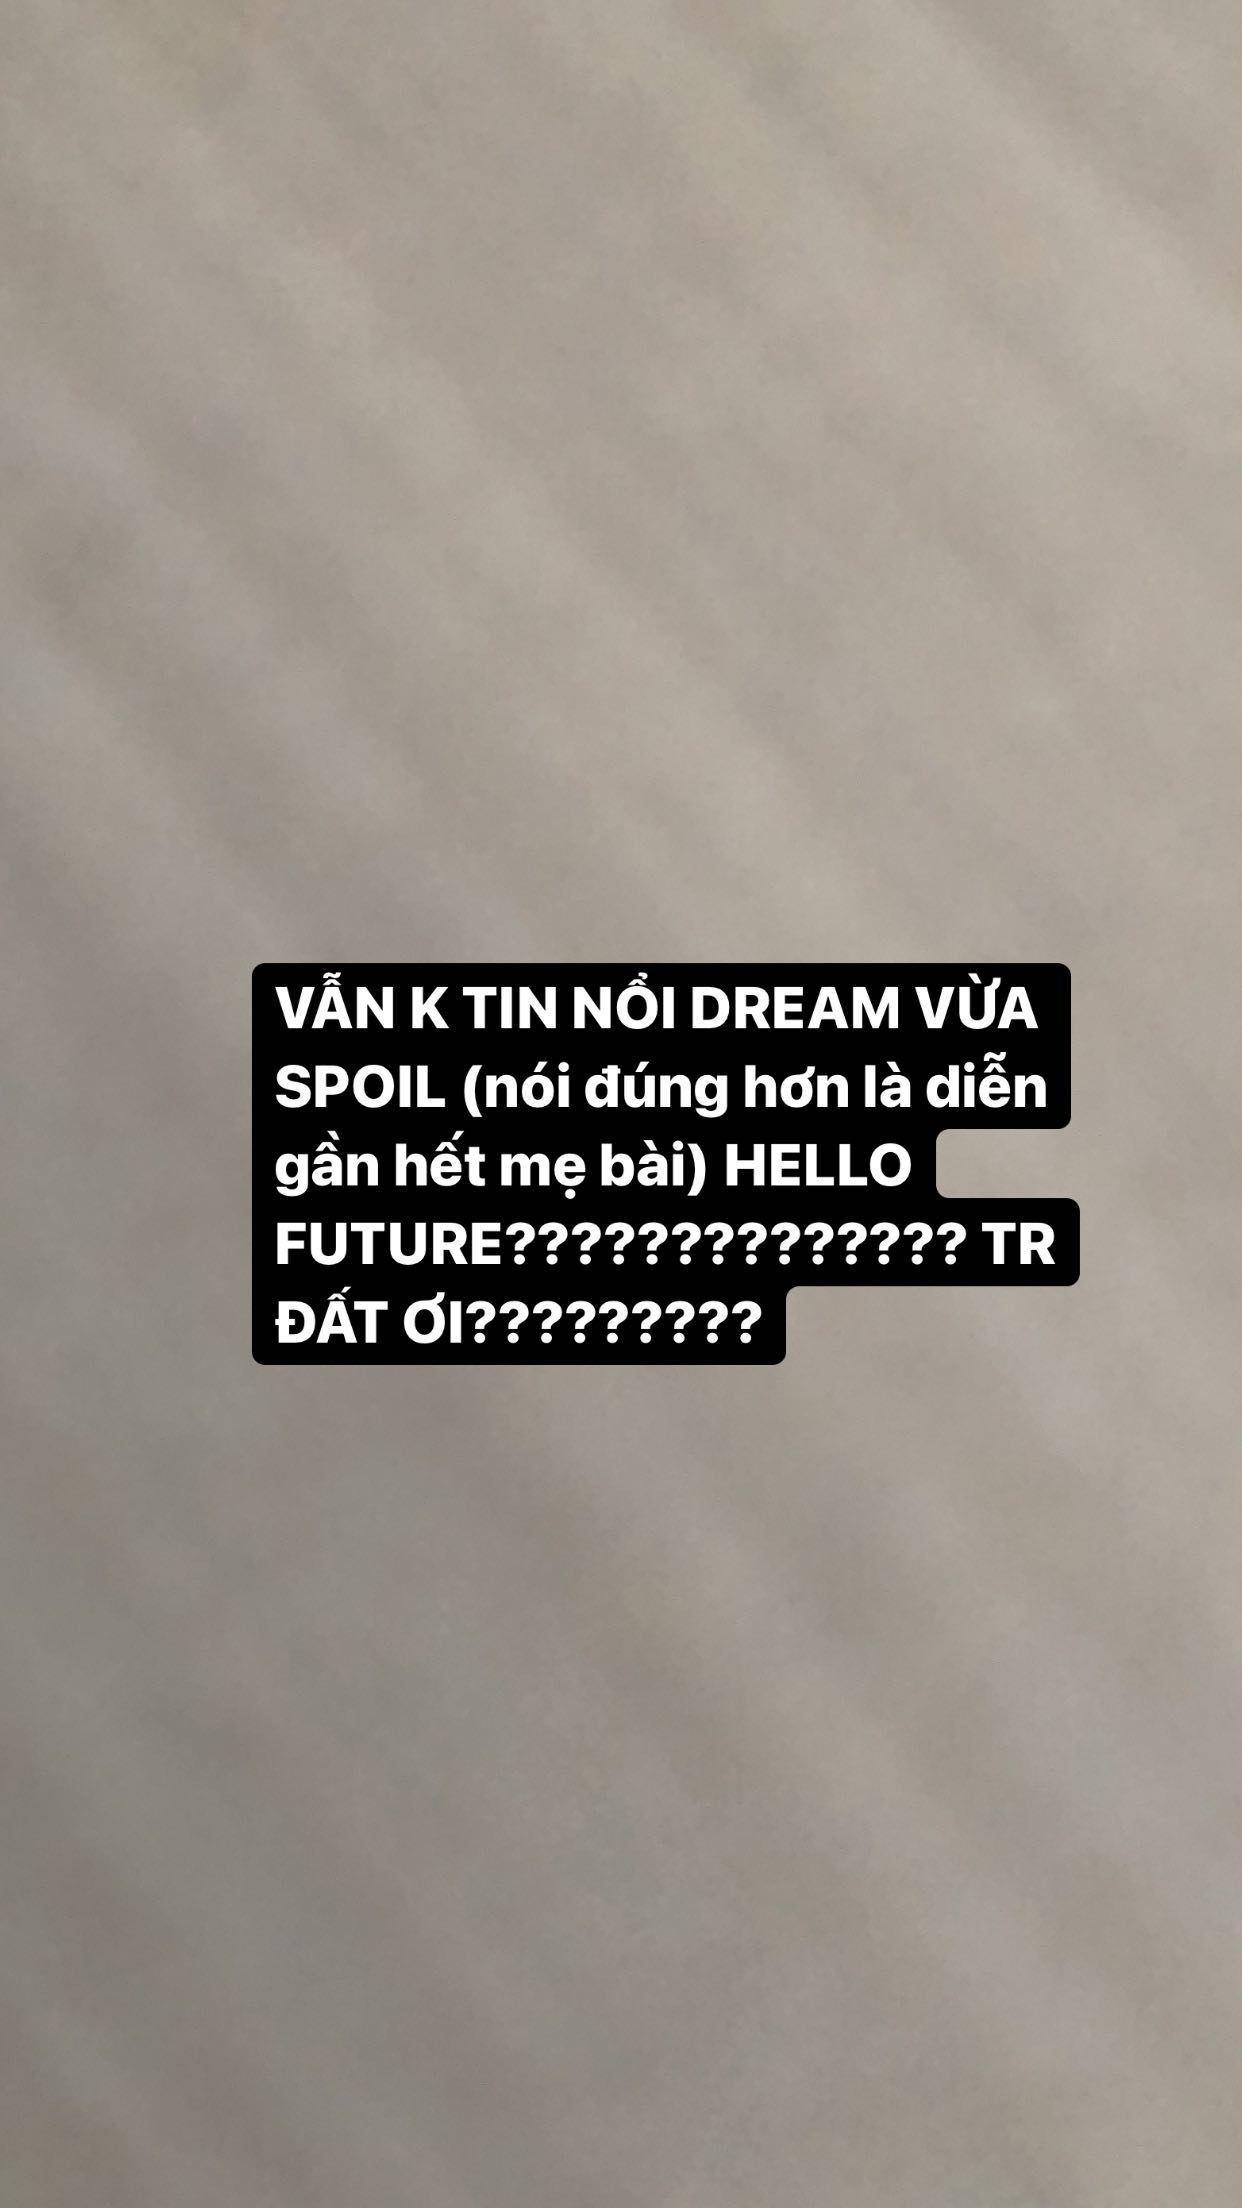 VẪN K TIN NỔI DREAM VỪA
SPOIL (nói đúng hơn là diễn
gần hết mẹ bài) HELLO
FUTURE?????????????? TR
ĐẤT ƠI?????????